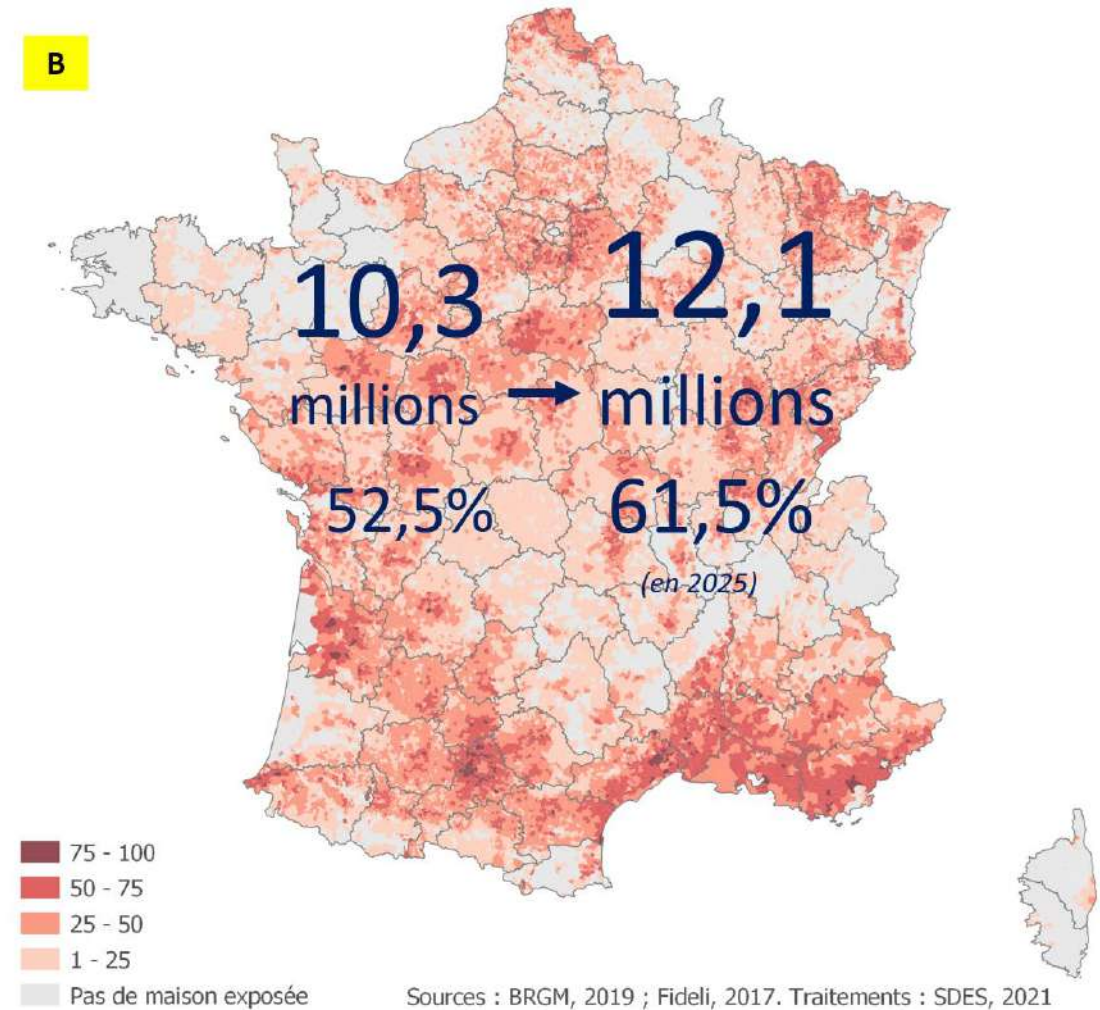 B
10,3
millions
52,5%
→
12,1
millions
61,5%
(en 2025)
75 - 100
50 - 75
25 - 50
1 - 25
Pas de maison exposée
Sources : BRGM, 2019 ; Fideli, 2017. Traitements : SDES, 2021